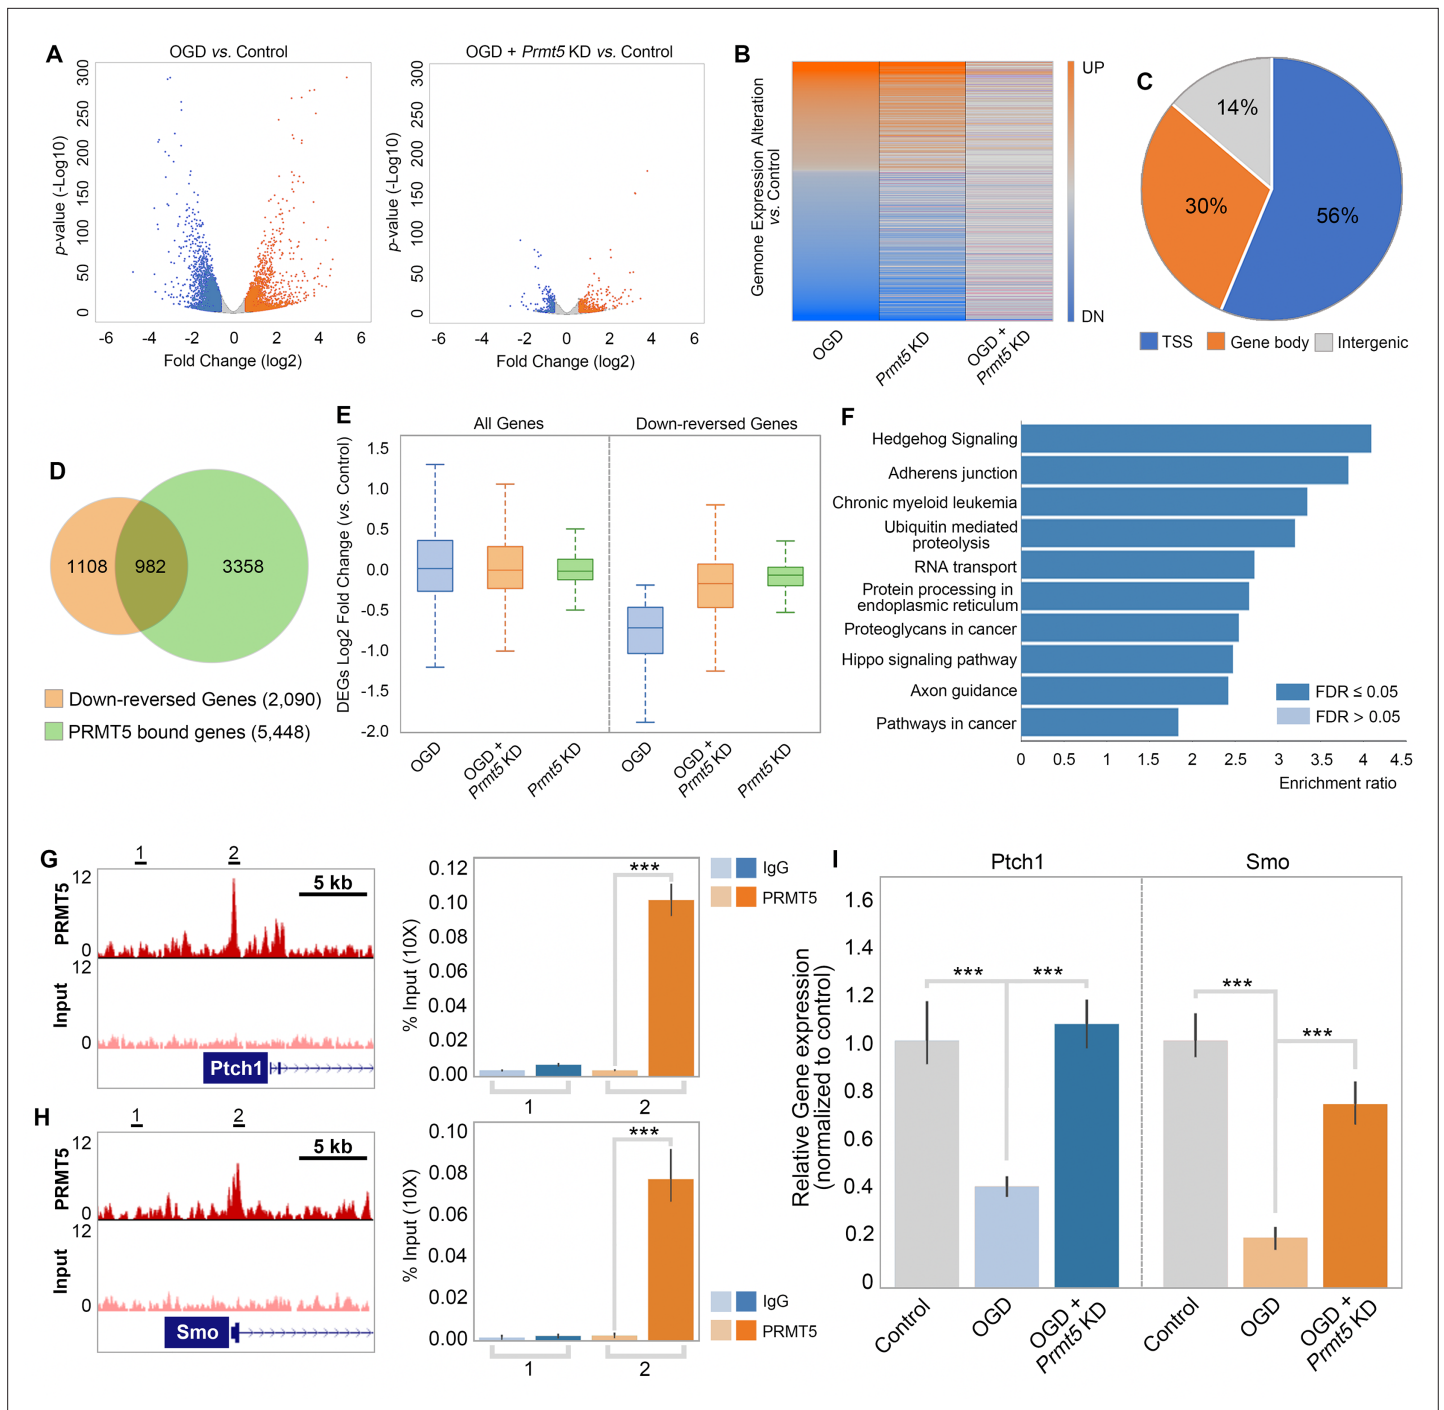 A
OGD vs. Control
p-value (-Log10)
300
250
200
150
100
50
0
-6
-4
-2
0
2
4
6
Fold Change (log2)
OGD + Prmt5 KD vs. Control
p-value (-Log10)
300
250
200
150
100
50
0
-6
-4
-2
0
2
4
6
Fold Change (log2)
B
Gemone Expression Alteration
vs. Control
UP
DN
OGD
Prmt5 KD
OGD +
Prmt5 KD
C
14%
30%
56%
TSS
Gene body
Intergenic
D
1108
982
3358
Down-reversed Genes (2,090)
PRMT5 bound genes (5,448)
E
All Genes
Down-reversed Genes
DEGs Log2 Fold Change (vs. Control)
1.5
1.0
0.5
0.0
-0.5
-1.0
-1.5
-2.0
OGD
OGD +
Prmt5 KD
Prmt5 KD
OGD
OGD +
Prmt5 KD
Prmt5 KD
F
Hedgehog Signaling
Adherens junction
Chronic myeloid leukemia
Ubiquitin mediated
proteolysis
RNA transport
Protein processing in
endoplasmic reticulum
Proteoglycans in cancer
Hippo signaling pathway
Axon guidance
Pathways in cancer
FDR ≤ 0.05
FDR > 0.05
0
0.5
1
1.5
2
2.5
3
3.5
4
4.5
Enrichment ratio
G
1
2
5 kb
PRMT5
12
0
Input
12
0
Ptch1
% Input (10X)
0.12
0.10
0.08
0.06
0.04
0.02
0.00
***
1
2
IgG
PRMT5
H
1
2
5 kb
PRMT5
12
0
Input
12
0
Smo
% Input (10X)
0.10
0.08
0.06
0.04
0.02
0.00
***
1
2
IgG
PRMT5
I
Ptch1
Smo
Relative Gene expression
(normalized to control)
1.6
1.4
1.2
1.0
0.8
0.6
0.4
0.2
0
***
***
***
***
Control
OGD
OGD +
Prmt5 KD
Control
OGD
OGD +
Prmt5 KD